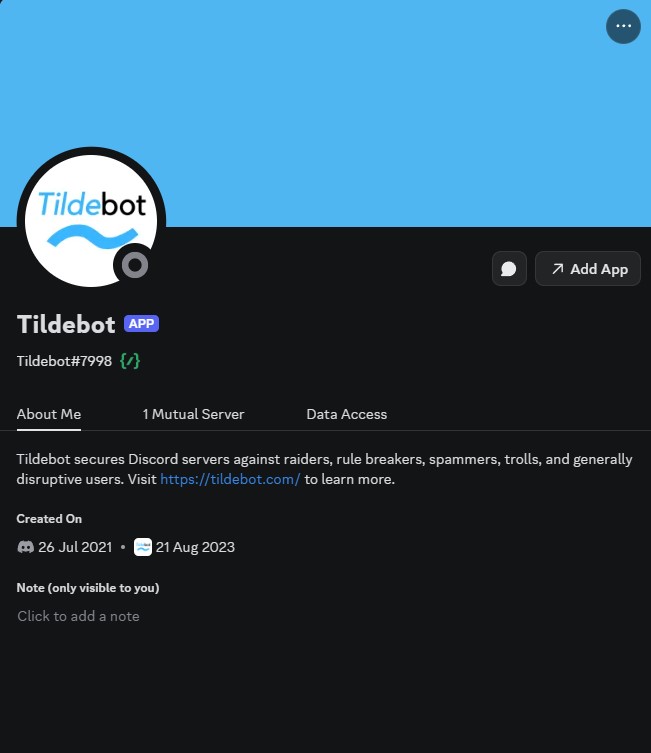 Tildebot
Tildebot APP
Tildebot#7998
Add App
About Me
1 Mutual Server
Data Access
Tildebot secures Discord servers against raiders, rule breakers, spammers, trolls, and generally
disruptive users. Visit https://tildebot.com/ to learn more.
Created On
26 Jul 2021 • Tildebot 21 Aug 2023
Note (only visible to you)
Click to add a note